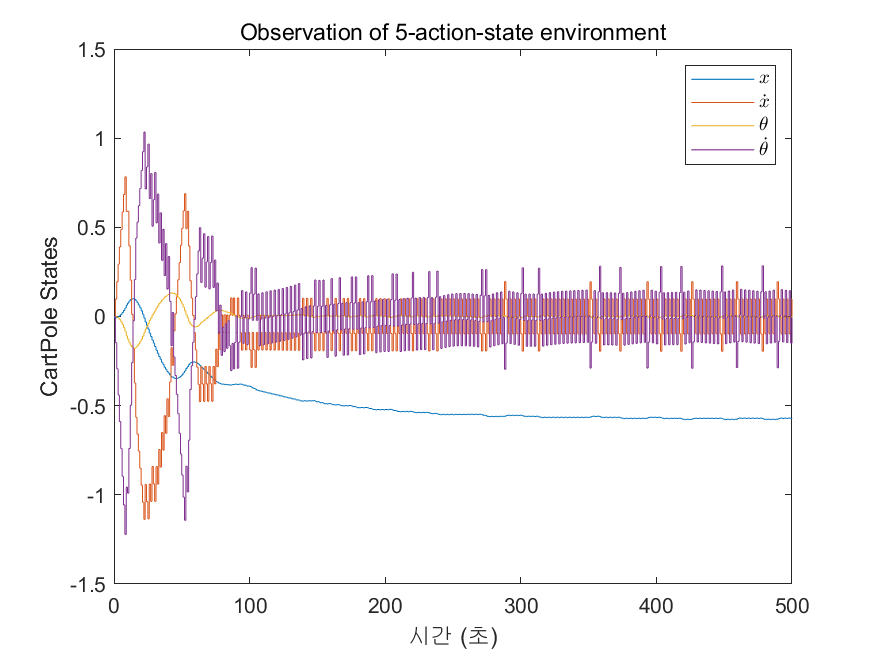 Observation of 5-action-state environment
CartPole States
1.5
1
0.5
0
-0.5
-1
-1.5
x
ẋ
θ
θ̇
0
100
200
300
400
500
시간 (초)